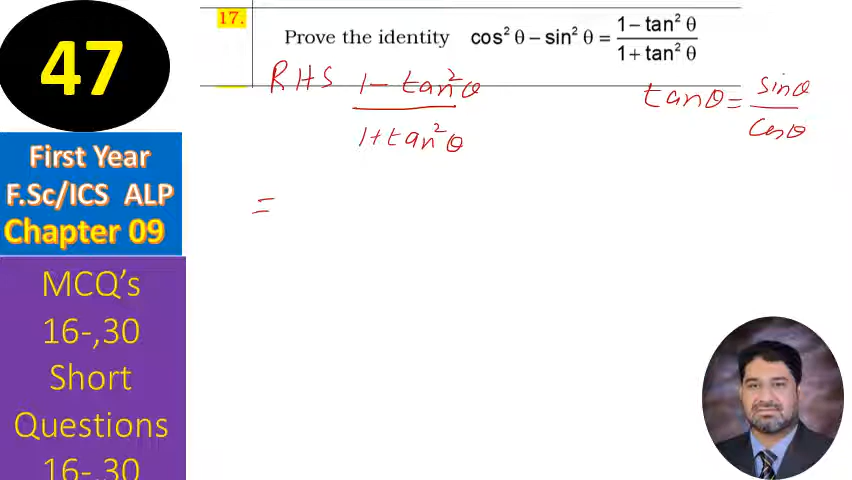 47
First Year
F.Sc/ICS ALP
Chapter 09
MCQ's
16-,30
Short
Questions
16-,30
17.
Prove the identity cos² θ – sin² θ = (1 – tan² θ)/(1 + tan² θ)
RHS (1 – tan²θ)/(1 + tan²θ)
tanθ = sinθ/cosθ
=